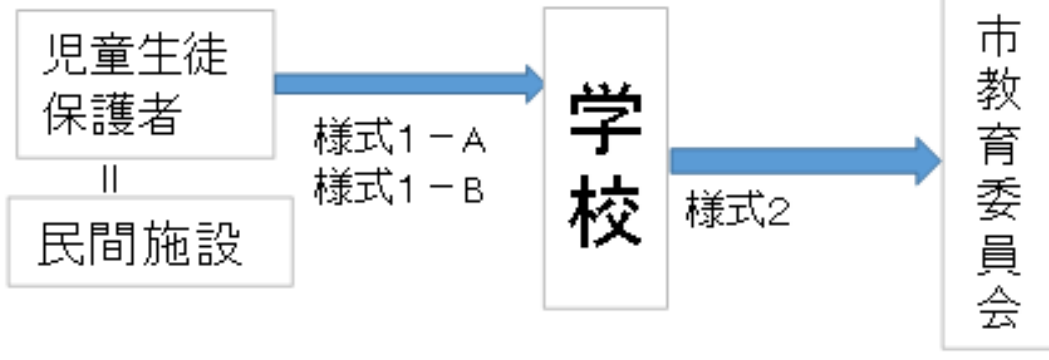 児童生徒
保護者
=
民間施設
様式1-A
様式1-B
学校
様式2
市教育委員会